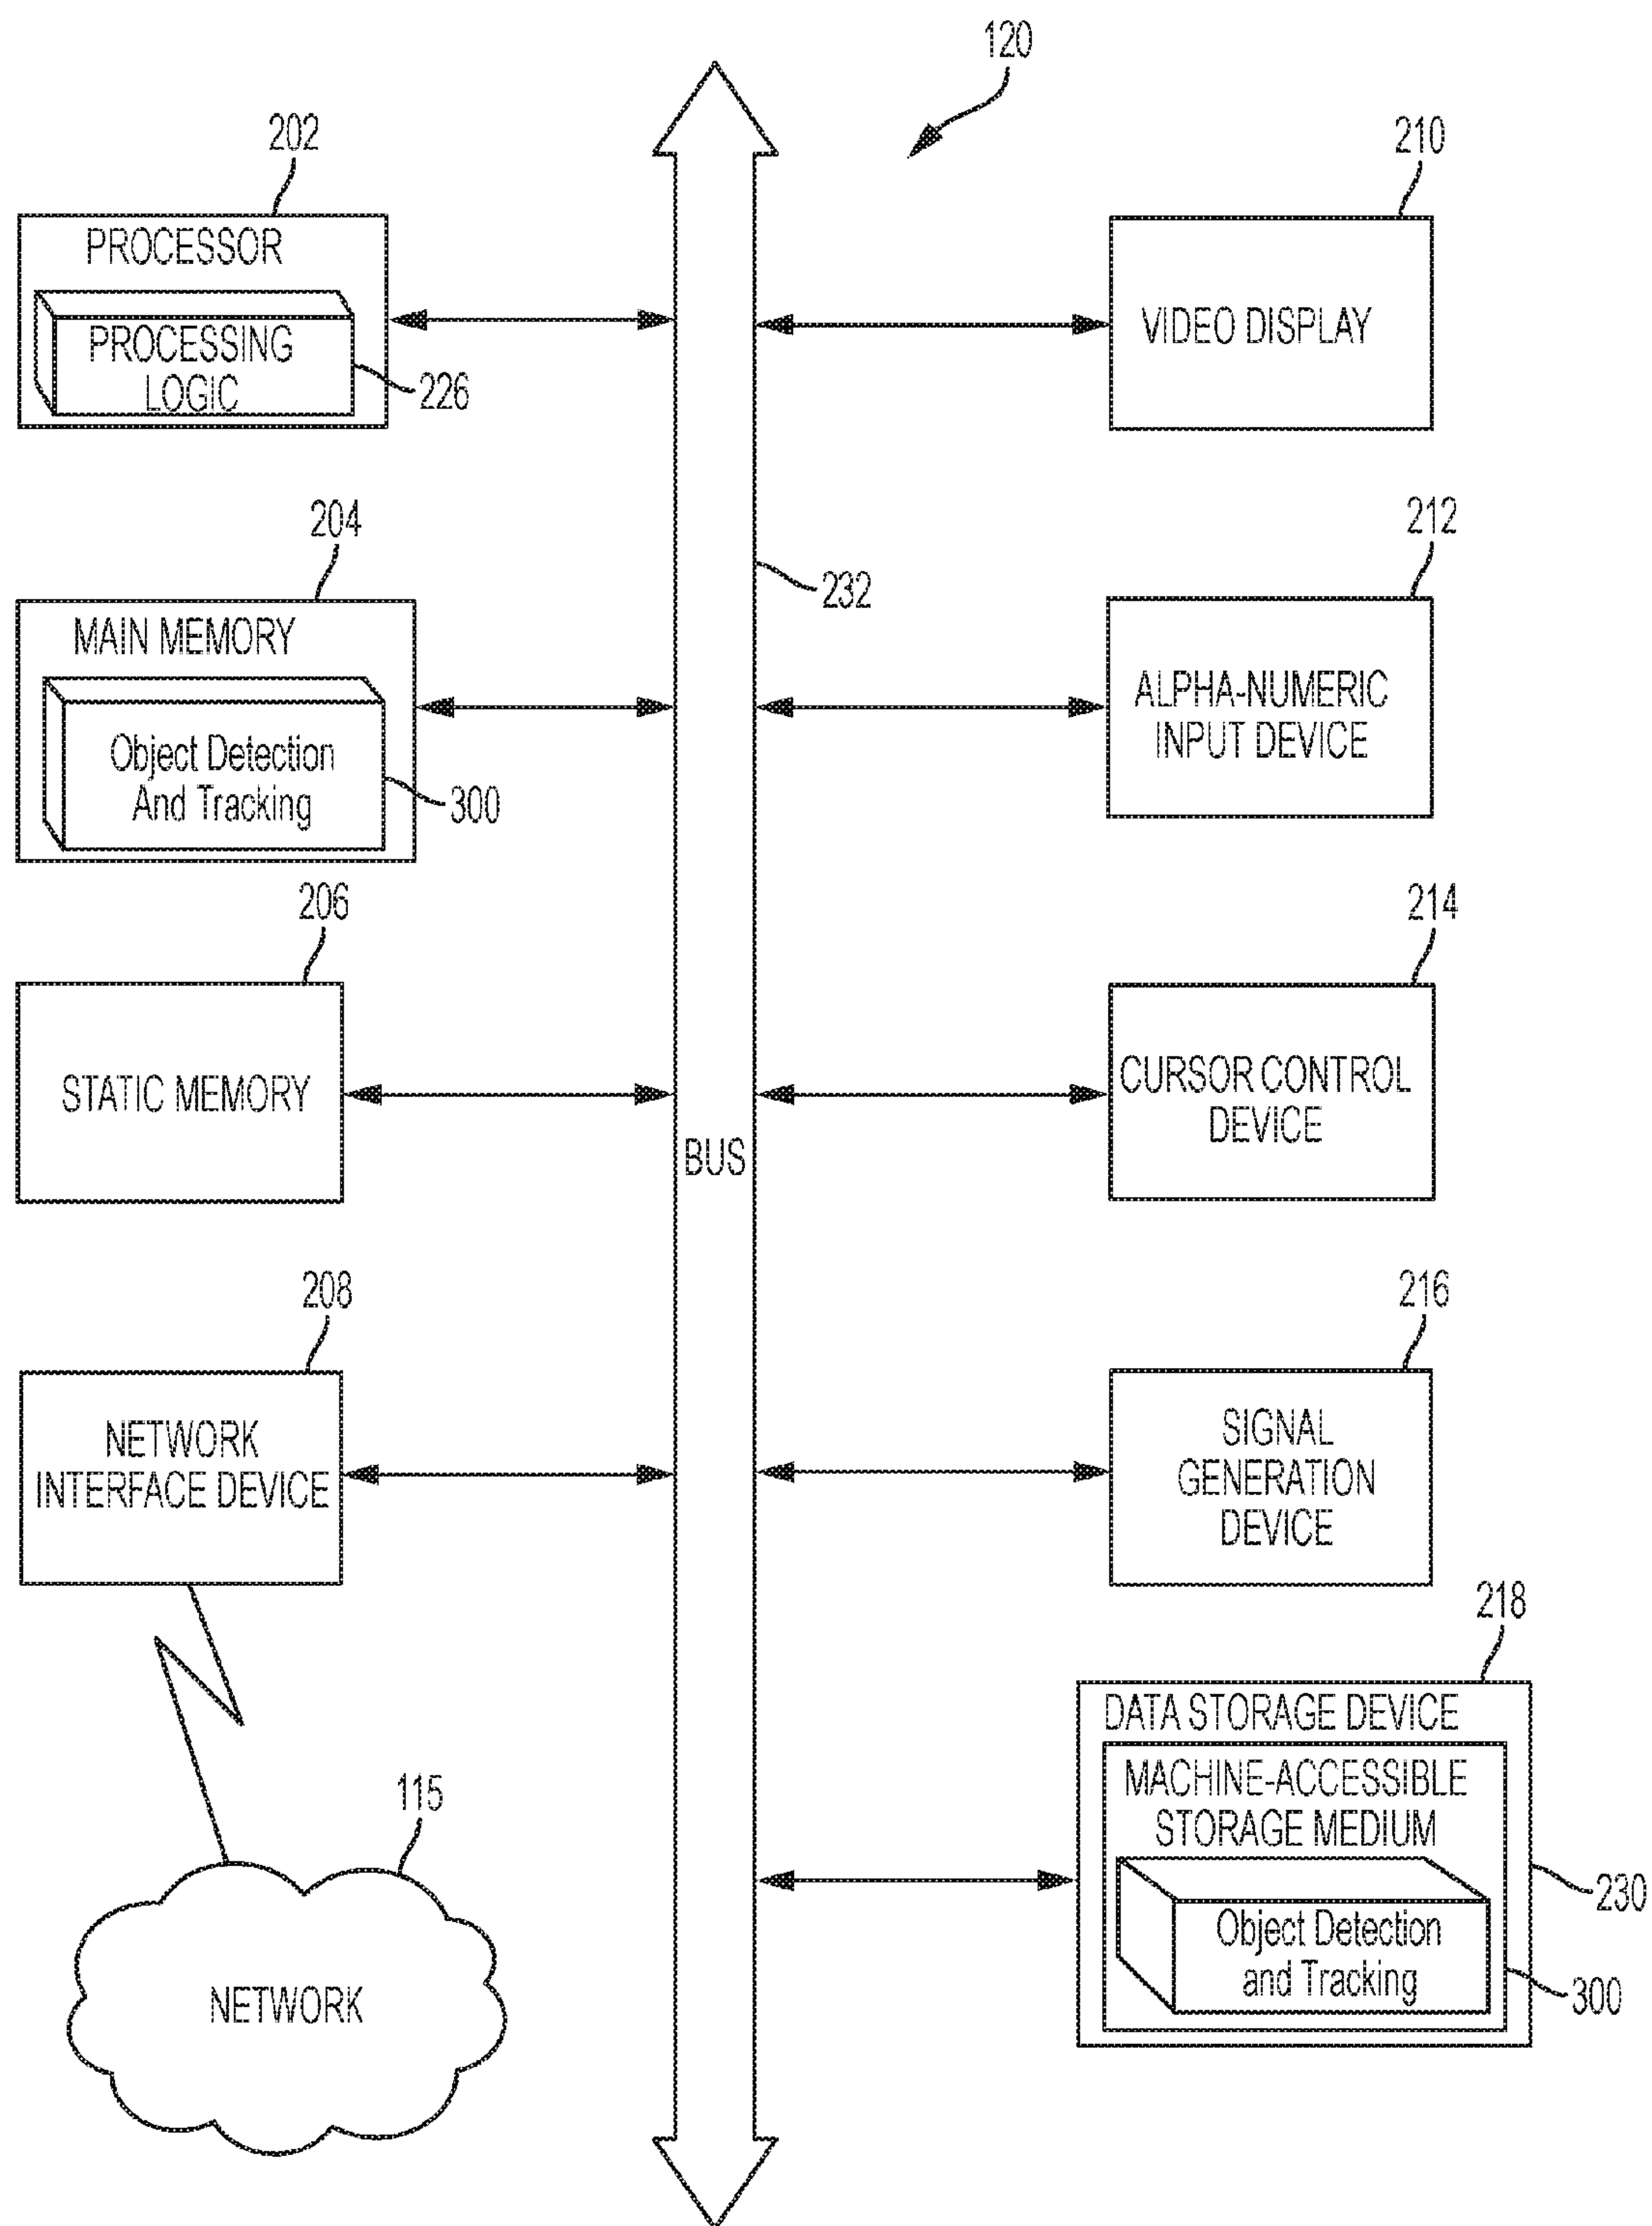 120
202
PROCESSOR
PROCESSING
LOGIC
226
204
MAIN MEMORY
Object Detection
And Tracking
300
206
STATIC MEMORY
208
NETWORK
INTERFACE DEVICE
115
NETWORK
232
BUS
210
VIDEO DISPLAY
212
ALPHA-NUMERIC
INPUT DEVICE
214
CURSOR CONTROL
DEVICE
216
SIGNAL
GENERATION
DEVICE
218
DATA STORAGE DEVICE
MACHINE-ACCESSIBLE
STORAGE MEDIUM
230
Object Detection
and Tracking
300